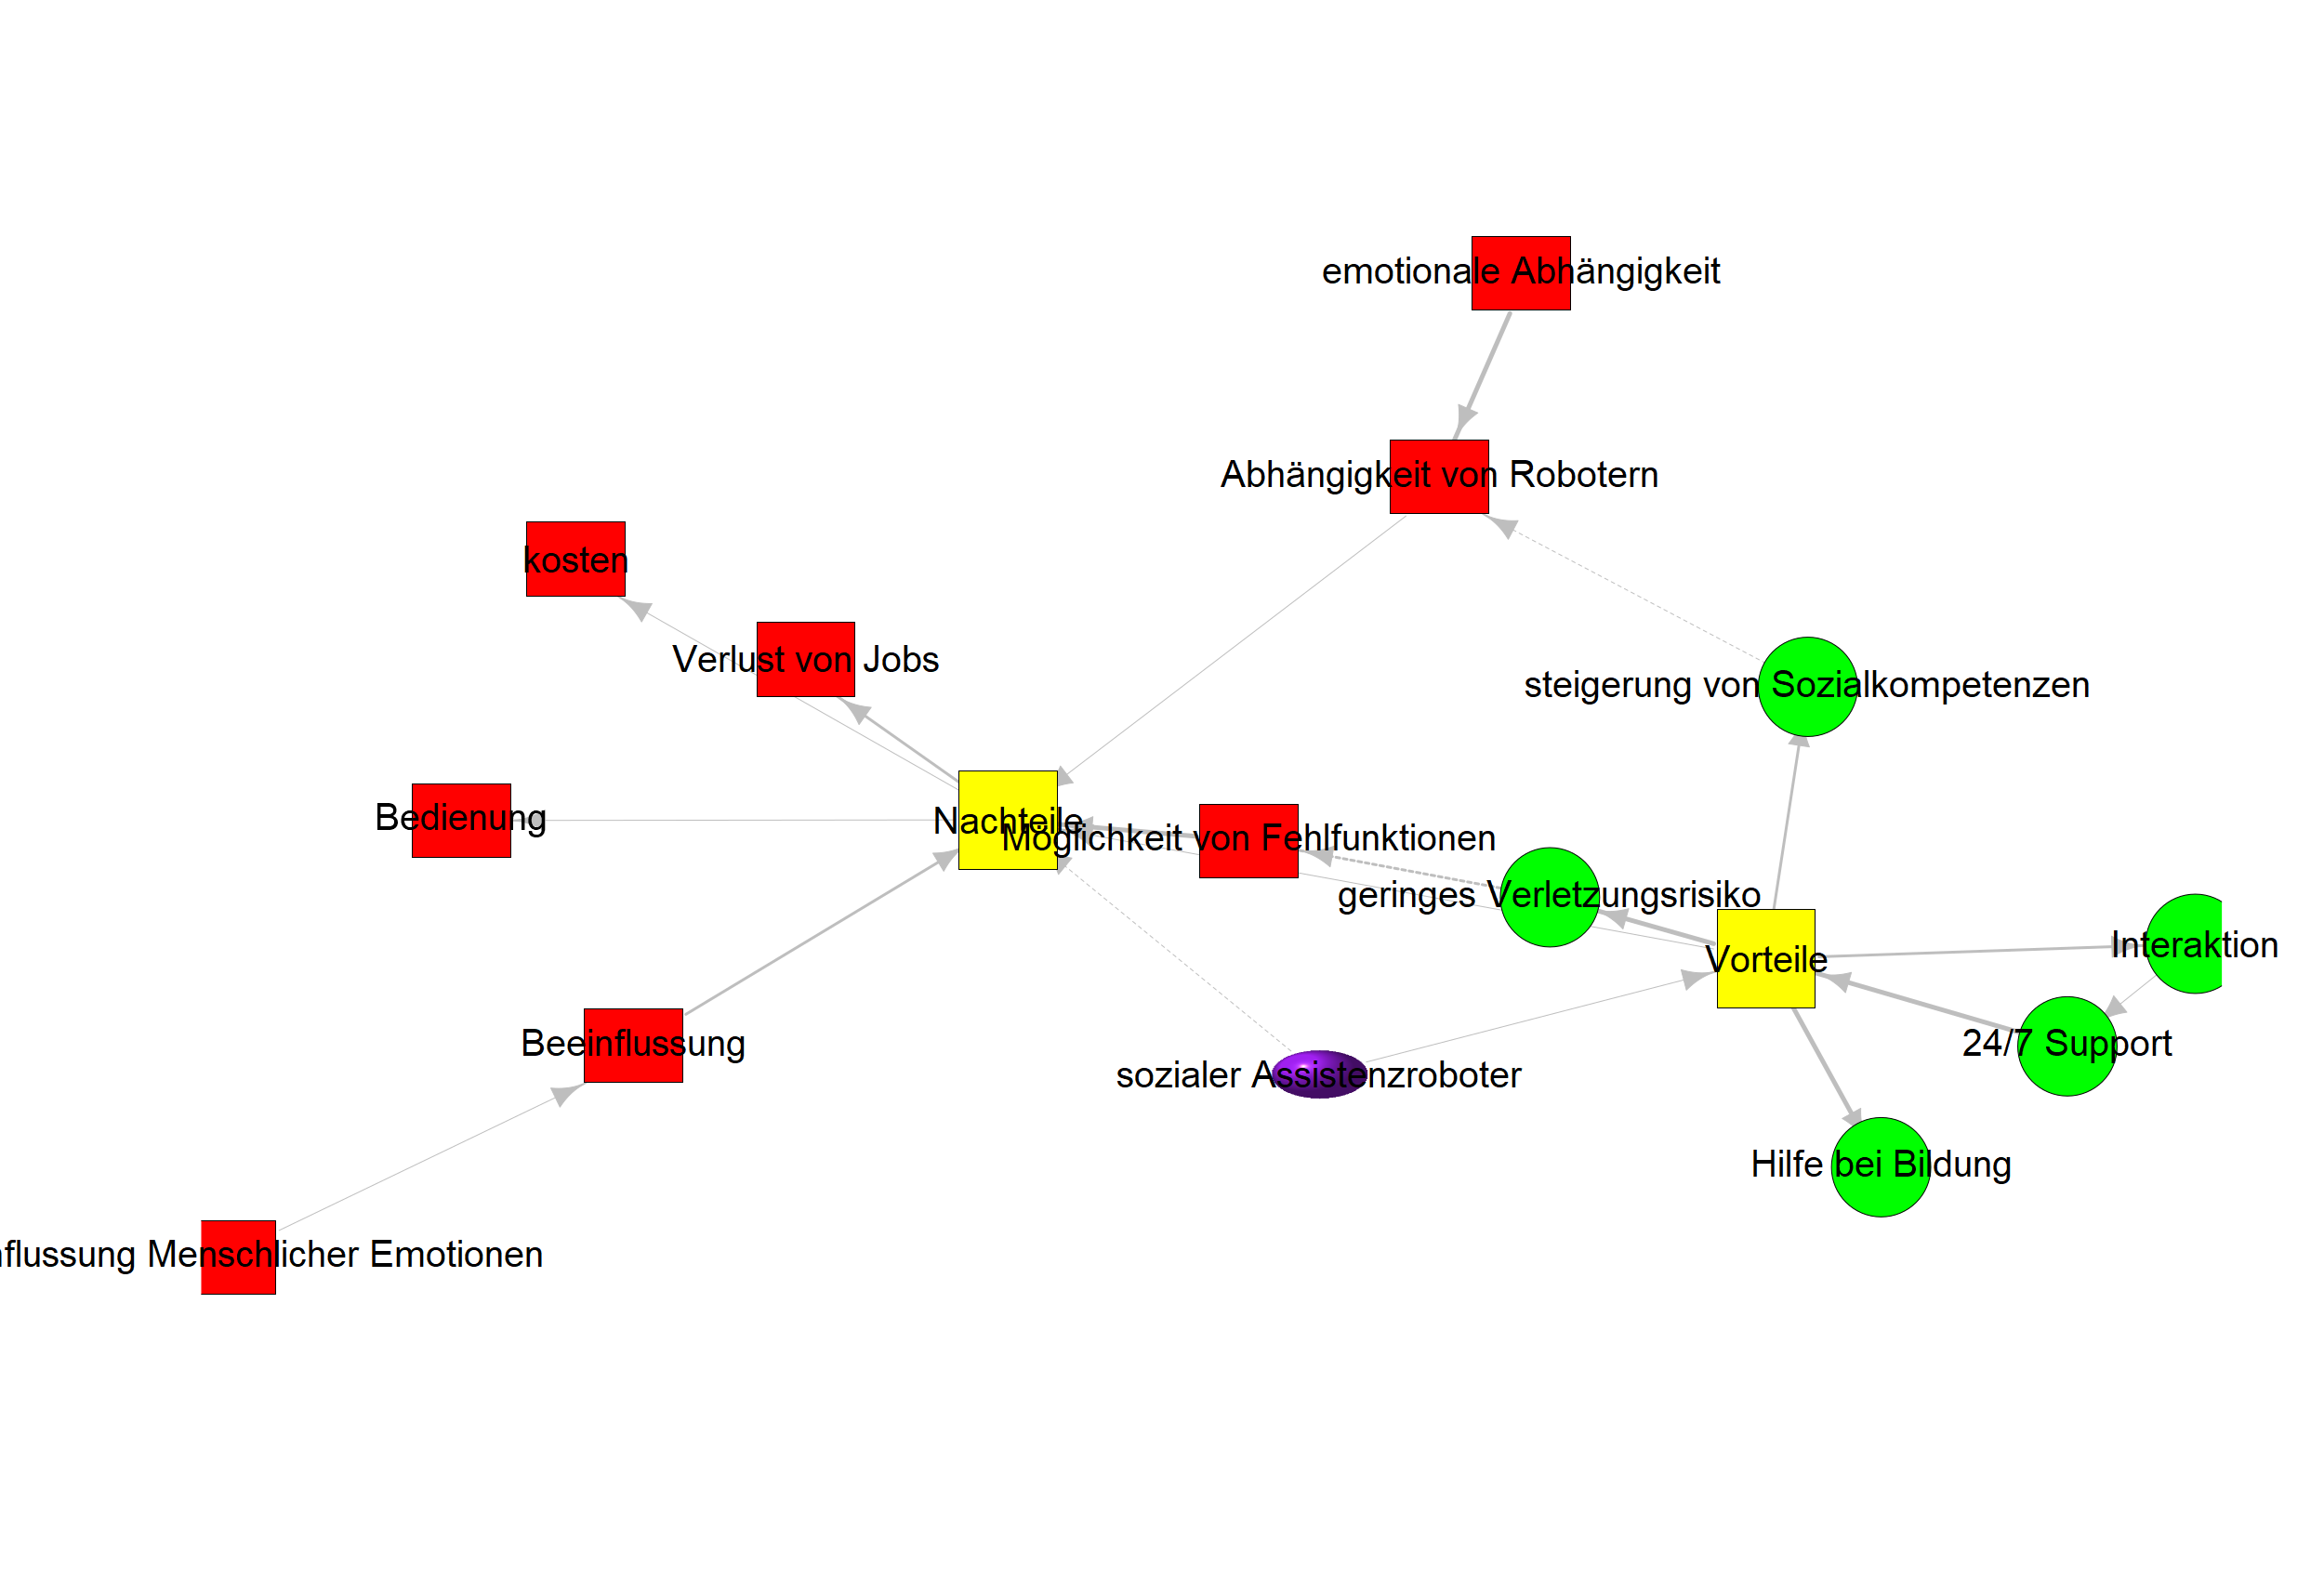 emotionale Abhängigkeit
Abhängigkeit von Robotern
kosten
Verlust von Jobs
steigerung von Sozialkompetenzen
Bedienung
Nachteile
Möglichkeit von Fehlfunktionen
geringes Verletzungsrisiko
Vorteile
Interaktion
Beeinflussung
24/7 Support
sozialer Assistenzroboter
Hilfe bei Bildung
flussung Menschlicher Emotionen